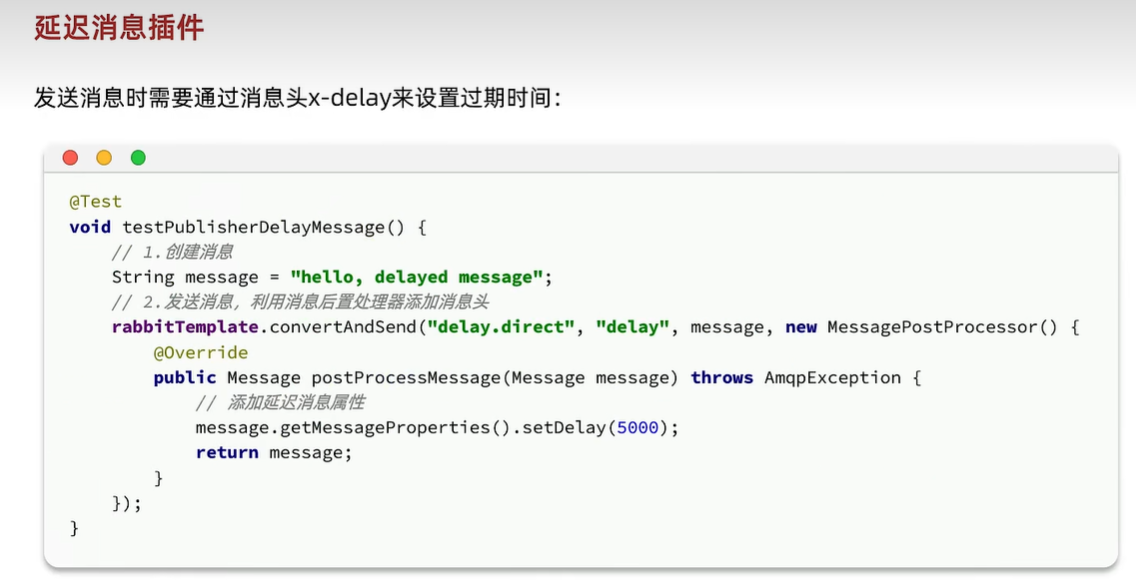 延迟消息插件
发送消息时需要通过消息头x-delay来设置过期时间：
@Test
void testPublisherDelayMessage() {
    // 1.创建消息
    String message = "hello, delayed message";
    // 2.发送消息，利用消息后置处理器添加消息头
    rabbitTemplate.convertAndSend("delay.direct", "delay", message, new MessagePostProcessor() {
        @Override
        public Message postProcessMessage(Message message) throws AmqpException {
            // 添加延迟消息属性
            message.getMessageProperties().setDelay(5000);
            return message;
        }
    });
}